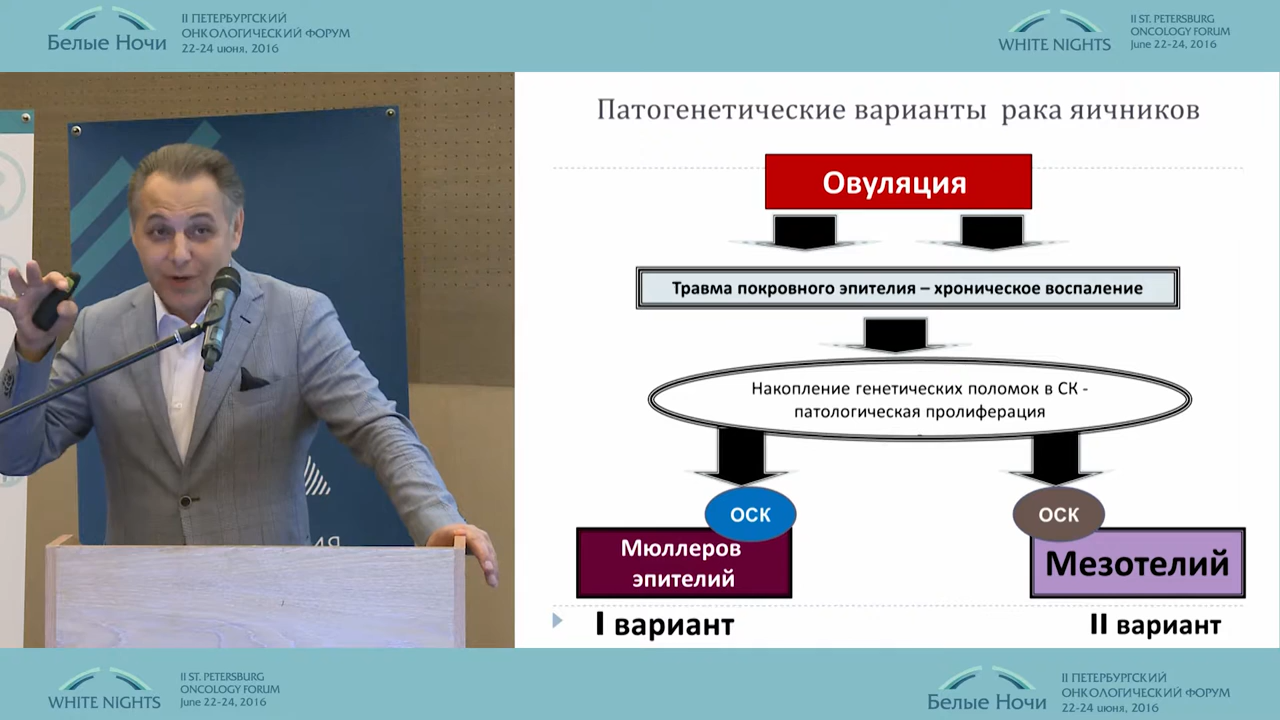 Белые Ночи
II ПЕТЕРБУРГСКИЙ
ОНКОЛОГИЧЕСКИЙ ФОРУМ
22-24 июня, 2016
WHITE NIGHTS
II ST. PETERSBURG
ONCOLOGY FORUM
June 22-24, 2016
Патогенетические варианты рака яичников
Овуляция
Травма покровного эпителия – хроническое воспаление
Накопление генетических поломок в СК -
патологическая пролиферация
ОСК
ОСК
Мюллеров
эпителий
Мезотелий
I вариант
II вариант
WHITE NIGHTS
II ST. PETERSBURG
ONCOLOGY FORUM
June 22-24, 2016
Белые Ночи
II ПЕТЕРБУРГСКИЙ
ОНКОЛОГИЧЕСКИЙ ФОРУМ
22-24 июня, 2016